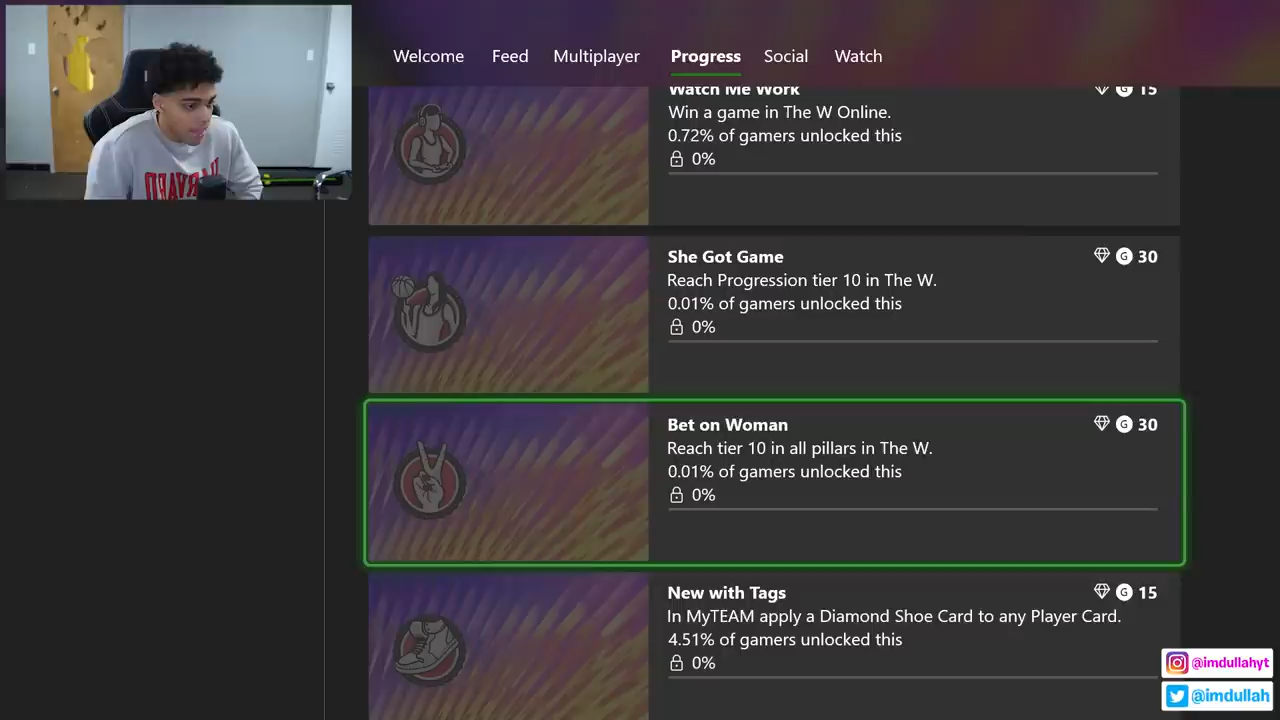 Welcome Feed Multiplayer Progress Social Watch
Watch Me Work G 15
Win a game in The W Online.
0.72% of gamers unlocked this
0%
She Got Game G 30
Reach Progression tier 10 in The W.
0.01% of gamers unlocked this
0%
Bet on Woman G 30
Reach tier 10 in all pillars in The W.
0.01% of gamers unlocked this
0%
New with Tags G 15
In MyTEAM apply a Diamond Shoe Card to any Player Card.
4.51% of gamers unlocked this
0%
@imdullahyt
@imdullah
HARVARD